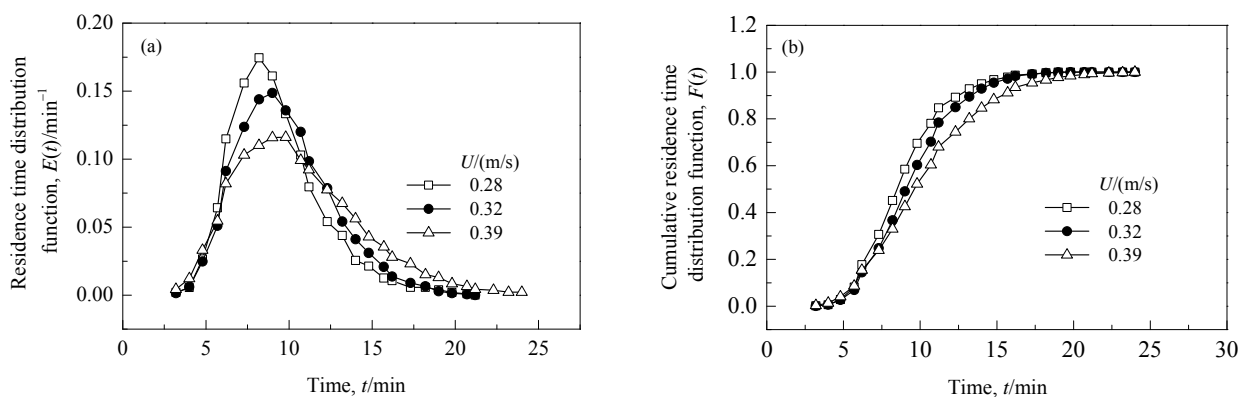 (a)
Residence time distribution
function, E(t)/min⁻¹
0.20
0.15
0.10
0.05
0.00
U/(m/s)
0.28
0.32
0.39
0 5 10 15 20 25
Time, t/min
(b)
Cumulative residence time
distribution function, F(t)
1.2
1.0
0.8
0.6
0.4
0.2
0.0
U/(m/s)
0.28
0.32
0.39
0 5 10 15 20 25 30
Time, t/min